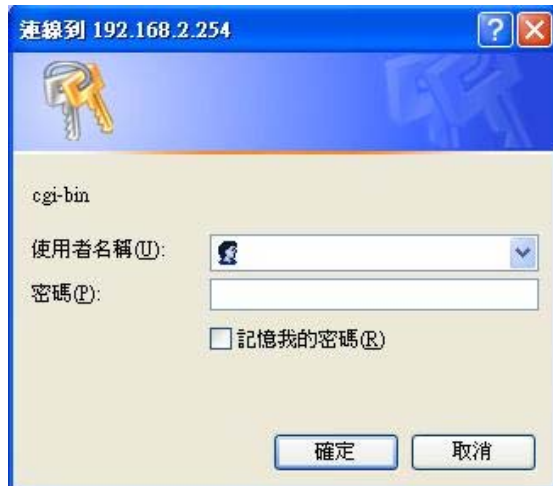 連線到 192.168.2.254
cgi-bin
使用者名稱(U):
密碼(P):
記憶我的密碼(R)
確定 取消